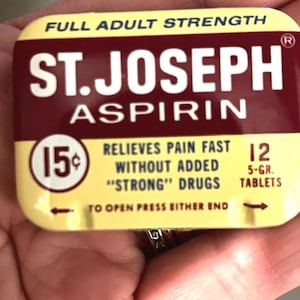 FULL ADULT STRENGTH
ST.JOSEPH®
ASPIRIN
15¢
RELIEVES PAIN FAST
WITHOUT ADDED
"STRONG" DRUGS
12
5-GR.
TABLETS
TO OPEN PRESS EITHER END